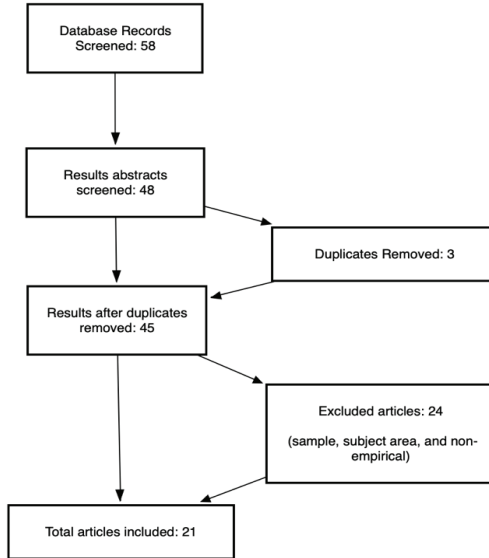 Database Records
Screened: 58
Results abstracts
screened: 48
Duplicates Removed: 3
Results after duplicates
removed: 45
Excluded articles: 24
(sample, subject area, and non-
empirical)
Total articles included: 21